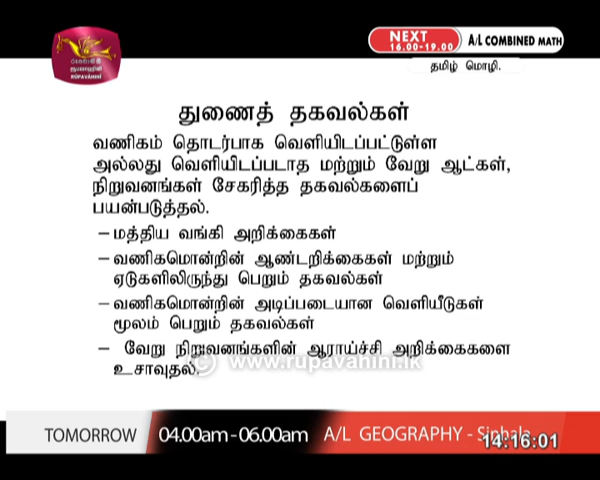 NEXT
16.00-19.00
A/L COMBINED MATH
தமிழ் மொழி.
RUPAVAHINI
துணைத் தகவல்கள்
வணிகம் தொடர்பாக வெளியிடப்பட்டுள்ள
அல்லது வெளியிடப்படாத மற்றும் வேறு ஆட்கள்,
நிறுவனங்கள் சேகரித்த தகவல்களைப்
பயன்படுத்தல்.
– மத்திய வங்கி அறிக்கைகள்
– வணிகமொன்றின் ஆண்டறிக்கைகள் மற்றும்
ஏடுகளிலிருந்து பெறும் தகவல்கள்
– வணிகமொன்றின் அடிப்படையான வெளியீடுகள்
மூலம் பெறும் தகவல்கள்
– வேறு நிறுவனங்களின் ஆராய்ச்சி அறிக்கைகளை
உசாவுதல்.
© www.rupavahini.lk
TOMORROW 04.00am - 06.00am A/L GEOGRAPHY - Sinhala
14:16:01